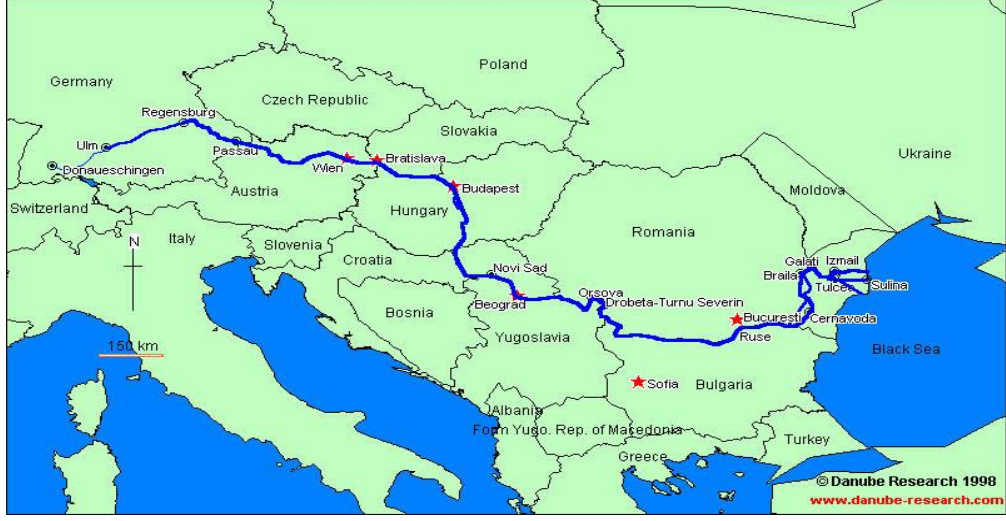 Poland
Germany
Czech Republic
Regensburg
Slovakia
Ulm
Passau
Wien
Bratislava
Donaueschingen
Ukraine
Austria
Budapest
Moldova
Switzerland
Hungary
Romania
Italy
N
Slovenia
Croatia
Novi Sad
Galati
Izmail
Braila
Tulcea
Sulina
Orsova
Beograd
Drobeta-Turnu Severin
Bosnia
Bucuresti
Cernavoda
Yugoslavia
Ruse
150 km
Black Sea
Sofia
Bulgaria
Albania
Form Yugo. Rep. of Macedonia
Turkey
Greece
© Danube Research 1998
www.danube-research.com